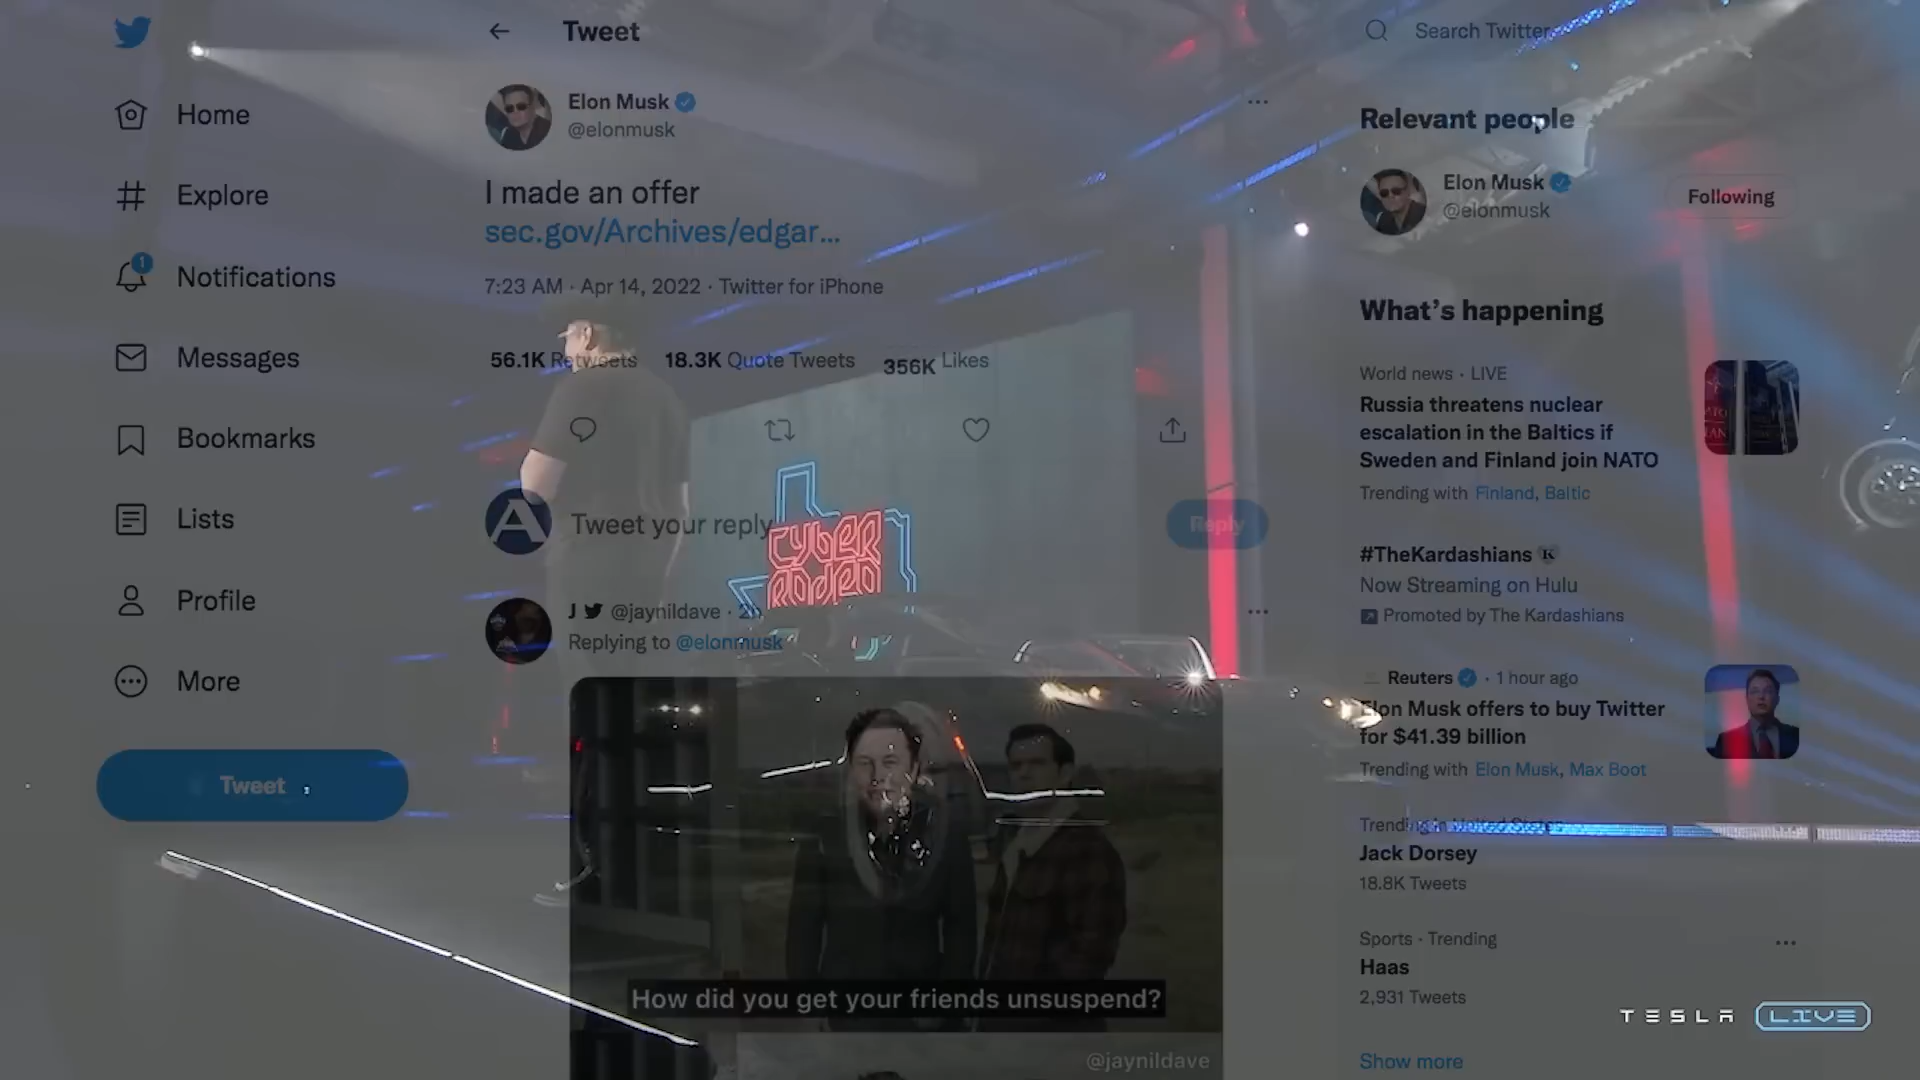 Home
Explore
1
Notifications
Messages
Bookmarks
Lists
Profile
More
Tweet
Tweet
Elon Musk
@elonmusk
I made an offer
sec.gov/Archives/edgar...
7:23 AM · Apr 14, 2022 · Twitter for iPhone
56.1K Retweets 18.3K Quote Tweets 356K Likes
A
Tweet your reply
Reply
CYBER
RODEO
J @jaynildave · 2h
Replying to @elonmusk
How did you get your friends unsuspend?
@jaynildave
Search Twitter
Relevant people
Elon Musk
@elonmusk
Following
What's happening
World news · LIVE
Russia threatens nuclear
escalation in the Baltics if
Sweden and Finland join NATO
Trending with Finland, Baltic
#TheKardashians K
Now Streaming on Hulu
Promoted by The Kardashians
Reuters · 1 hour ago
Elon Musk offers to buy Twitter
for $41.39 billion
Trending with Elon Musk, Max Boot
Trending in United States
Jack Dorsey
18.8K Tweets
Sports · Trending
Haas
2,931 Tweets
Show more
TESLA LIVE